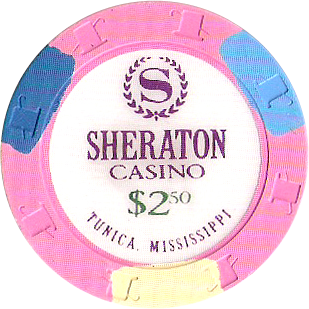 S
SHERATON
CASINO
$2.50
TUNICA, MISSISSIPPI